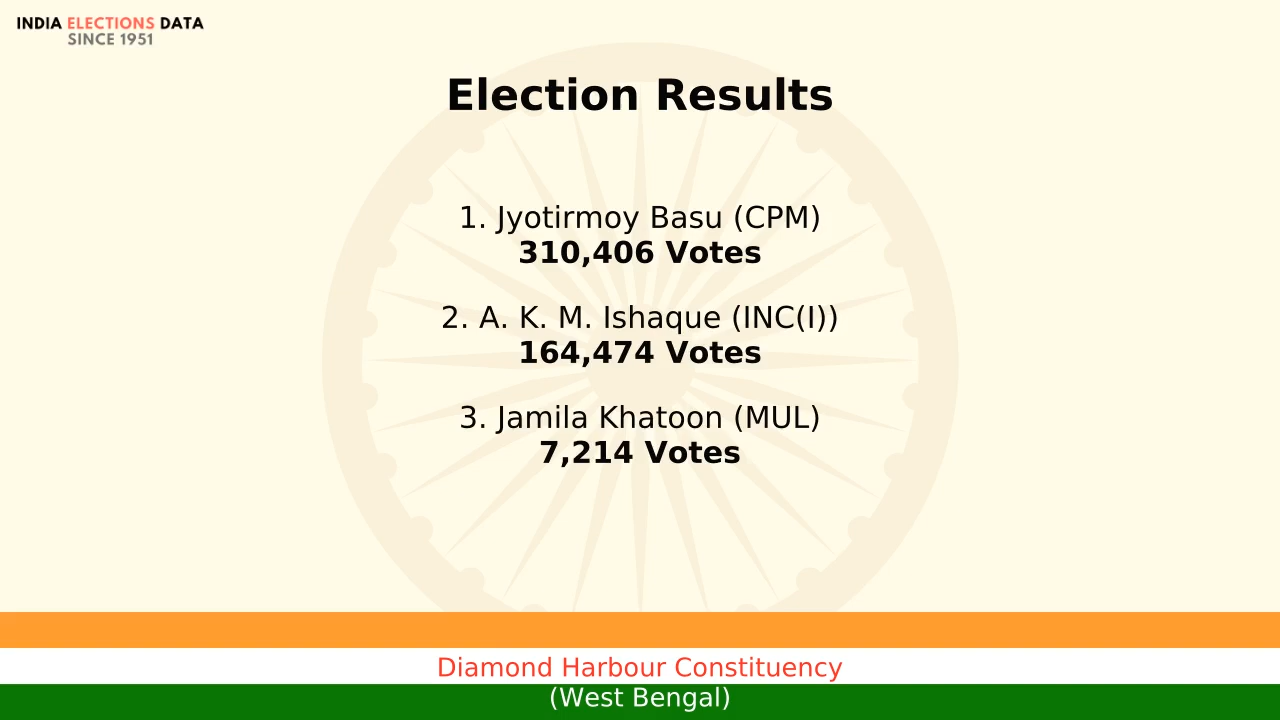 INDIA ELECTIONS DATA
SINCE 1951
Election Results
1. Jyotirmoy Basu (CPM)
310,406 Votes
2. A. K. M. Ishaque (INC(I))
164,474 Votes
3. Jamila Khatoon (MUL)
7,214 Votes
Diamond Harbour Constituency
(West Bengal)